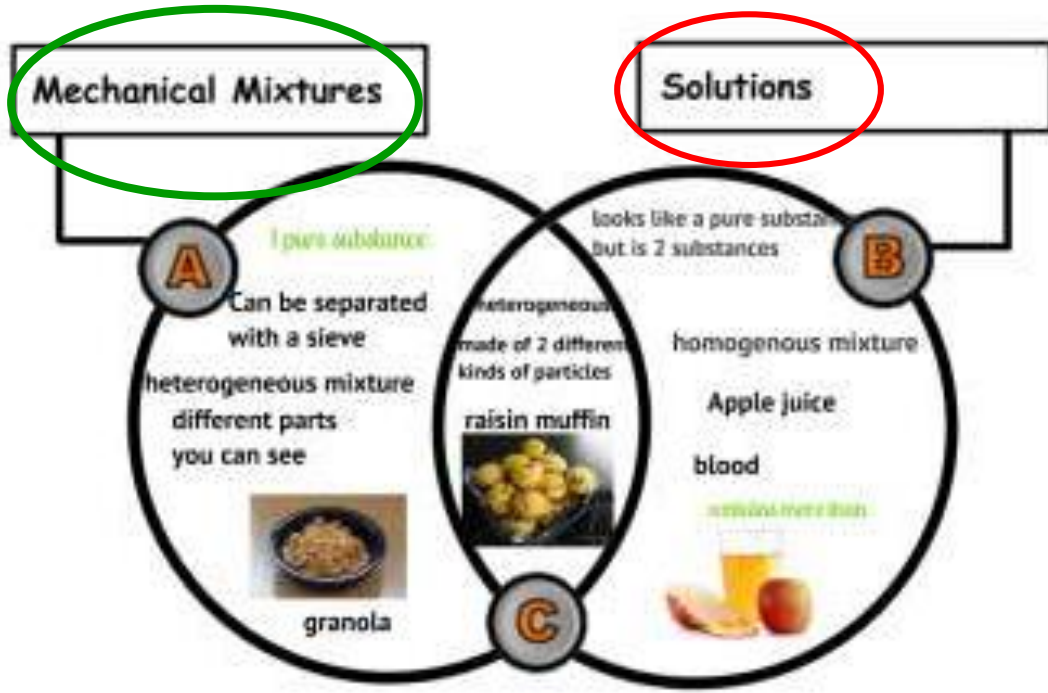 Mechanical Mixtures
Solutions
A
1 pure substance
Can be separated
with a sieve
heterogeneous mixture
different parts
you can see
granola
heterogeneous
made of 2 different
kinds of particles
raisin muffin
C
looks like a pure substan
but is 2 substances
B
homogenous mixture
Apple juice
blood